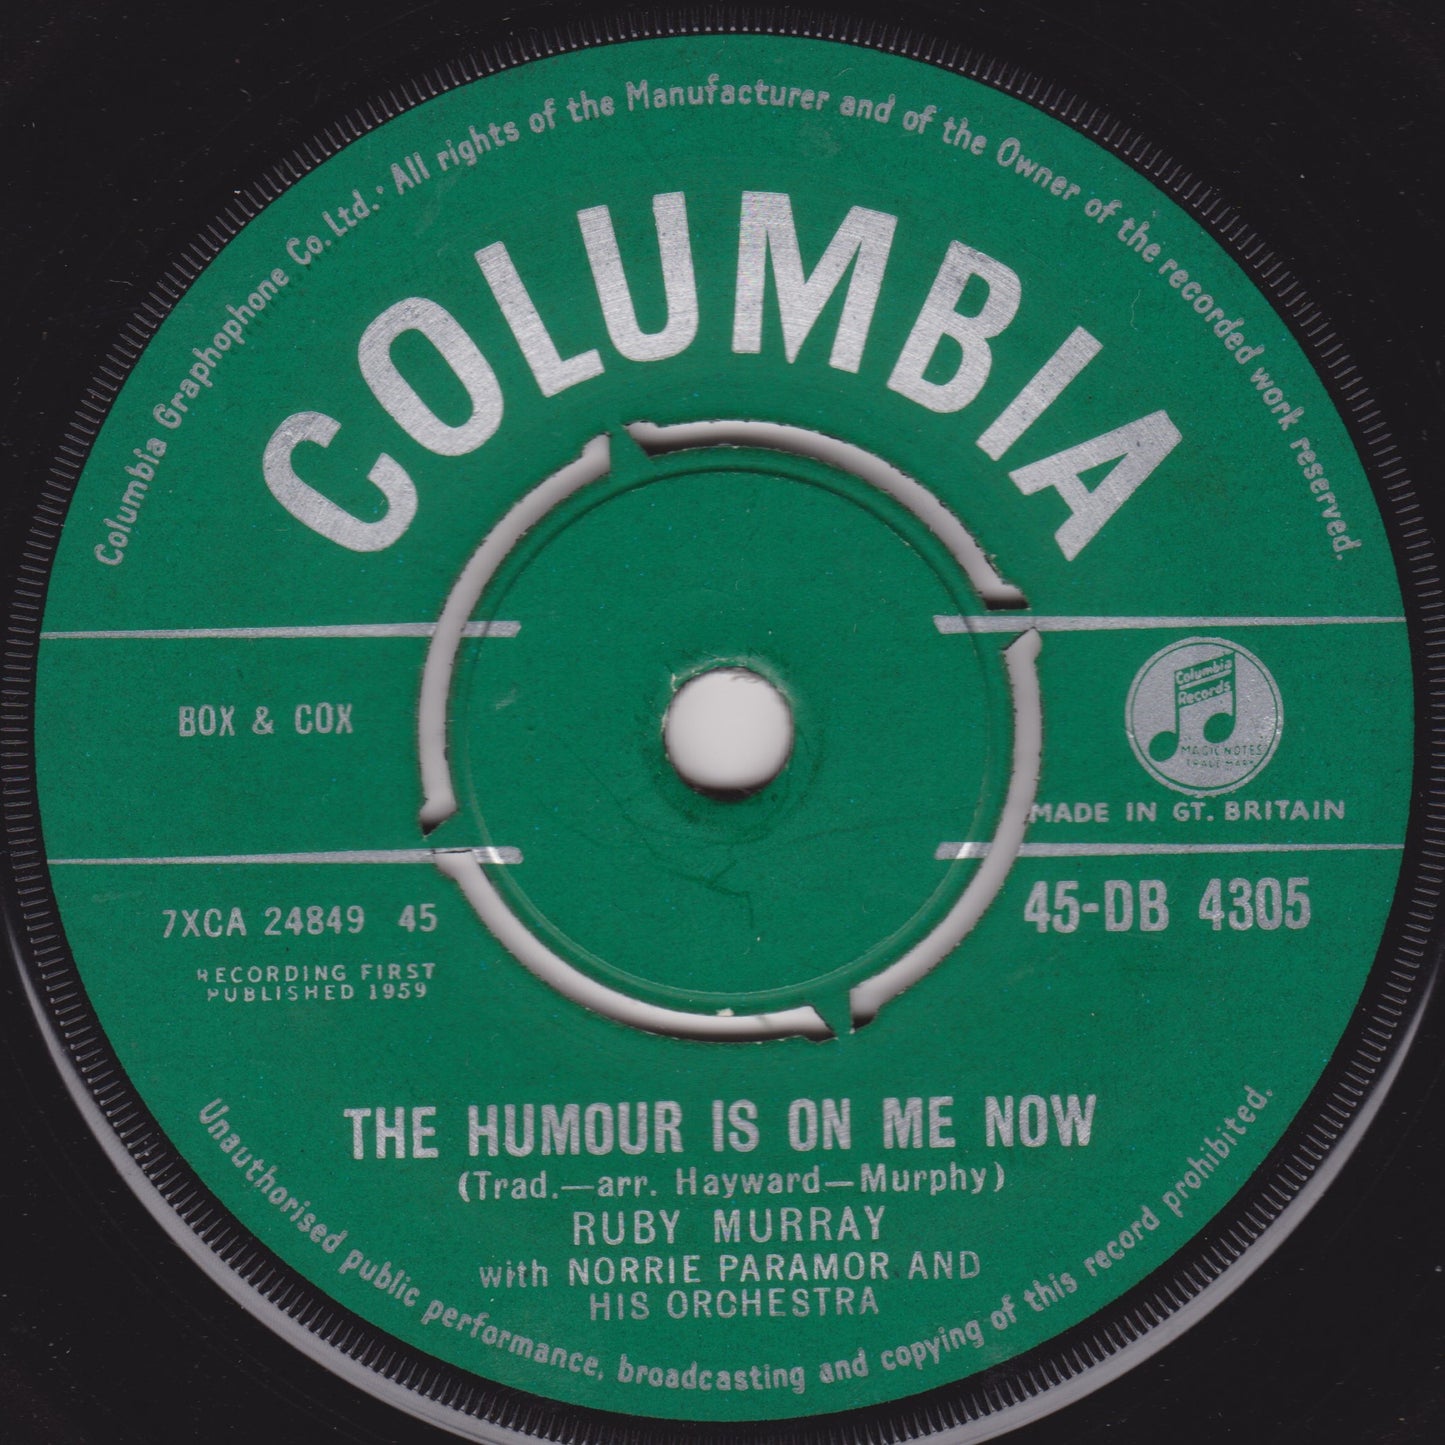 Columbia Graphophone Co. Ltd. · All rights of the Manufacturer and of the Owner of the recorded work reserved.
COLUMBIA
BOX & COX
Columbia
Records
MAGIC NOTES
TRADE MARK
MADE IN GT. BRITAIN
7XCA 24849 45
45-DB 4305
RECORDING FIRST
PUBLISHED 1959
THE HUMOUR IS ON ME NOW
(Trad.—arr. Hayward—Murphy)
RUBY MURRAY
with NORRIE PARAMOR AND
HIS ORCHESTRA
Unauthorised public performance, broadcasting and copying of this record prohibited.